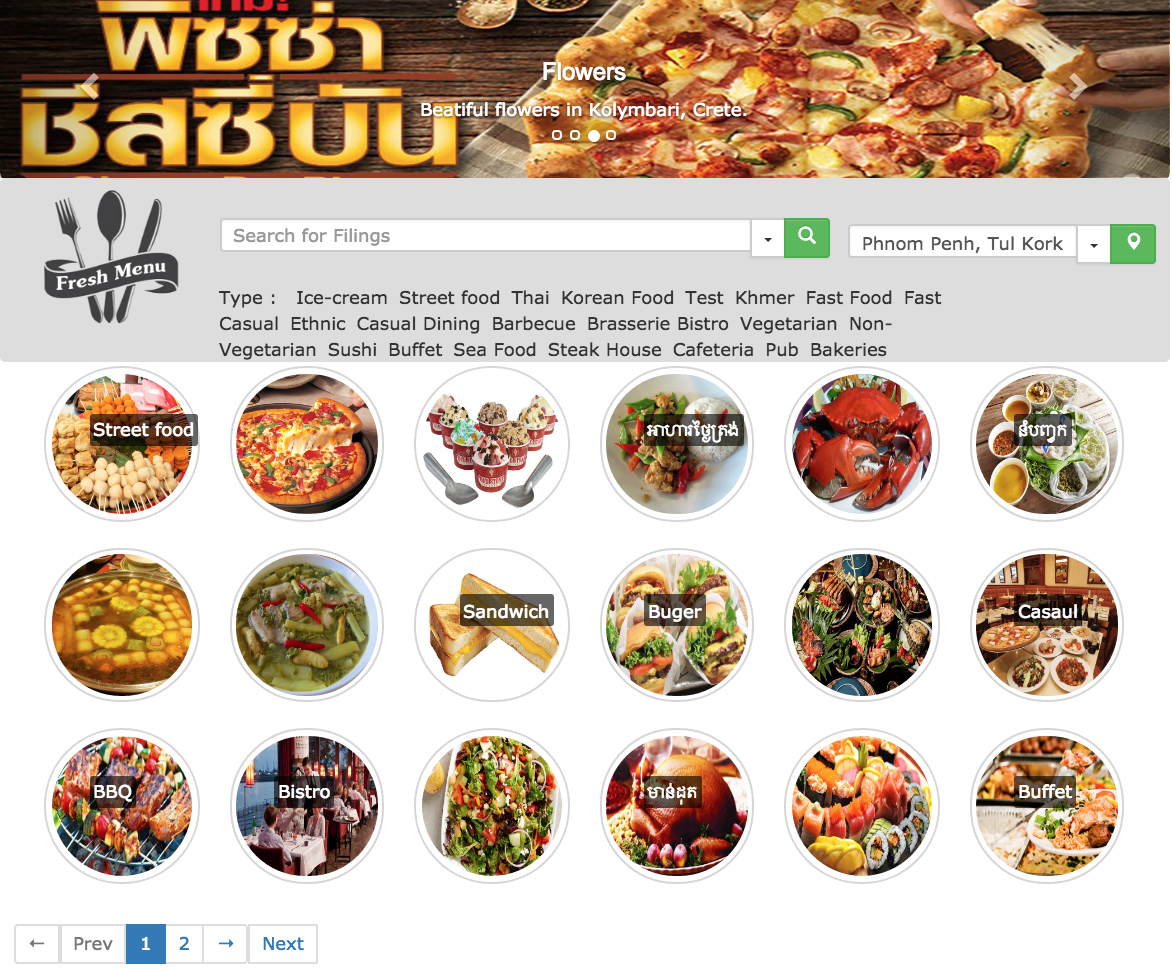 พิซซ่า
ชีสซี่บัน
Flowers
Beatiful flowers in Kolymbari, Crete.
Fresh Menu
Search for Filings
Phnom Penh, Tul Kork
Type : Ice-cream Street food Thai Korean Food Test Khmer Fast Food Fast
Casual Ethnic Casual Dining Barbecue Brasserie Bistro Vegetarian Non-
Vegetarian Sushi Buffet Sea Food Steak House Cafeteria Pub Bakeries
Street food
អាហារថ្ងៃត្រង់
នំបញ្ចុក
Sandwich
Buger
Casaul
BBQ
Bistro
មាន់ដុត
Buffet
← Prev 1 2 → Next